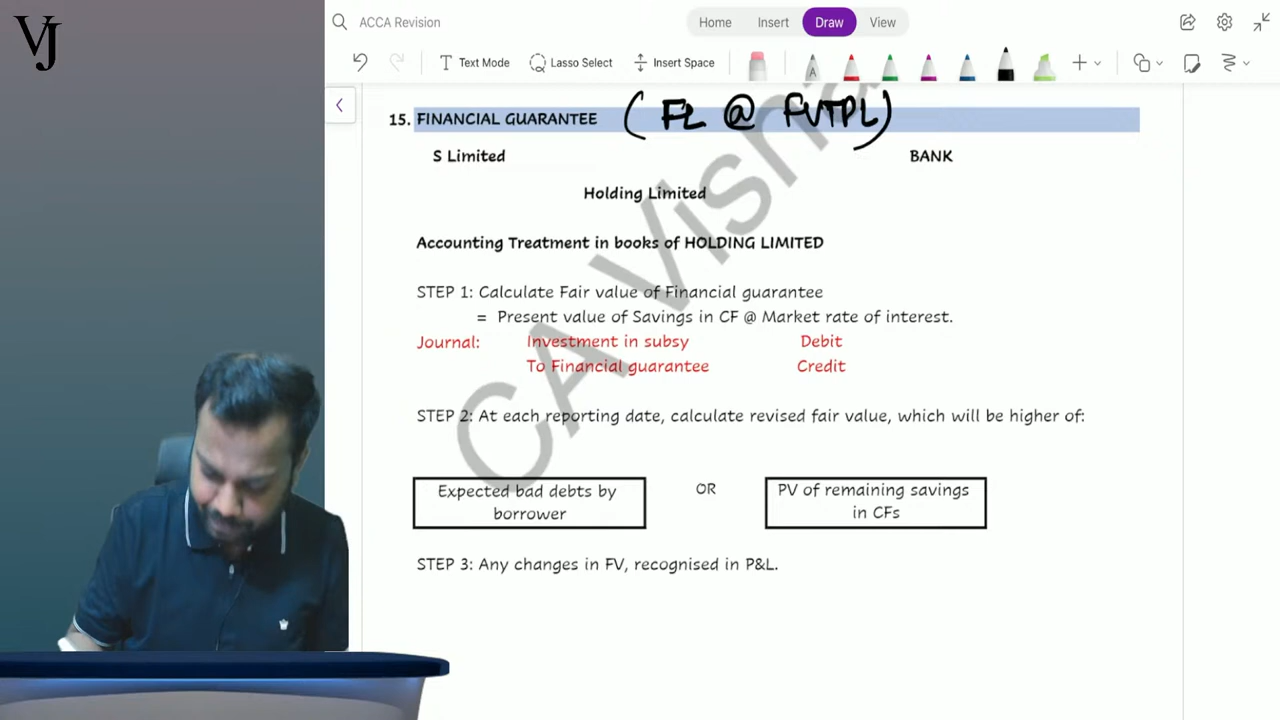 VJ
ACCA Revision
Home Insert Draw View
Text Mode Lasso Select Insert Space
15. FINANCIAL GUARANTEE (FL @ FVTPL)
S Limited BANK
Holding Limited
Accounting Treatment in books of HOLDING LIMITED
STEP 1: Calculate Fair value of Financial guarantee
= Present value of Savings in CF @ Market rate of interest.
Journal: Investment in subsy Debit
To Financial guarantee Credit
STEP 2: At each reporting date, calculate revised fair value, which will be higher of:
Expected bad debts by borrower OR PV of remaining savings in CFs
STEP 3: Any changes in FV, recognised in P&L.
CA Visha